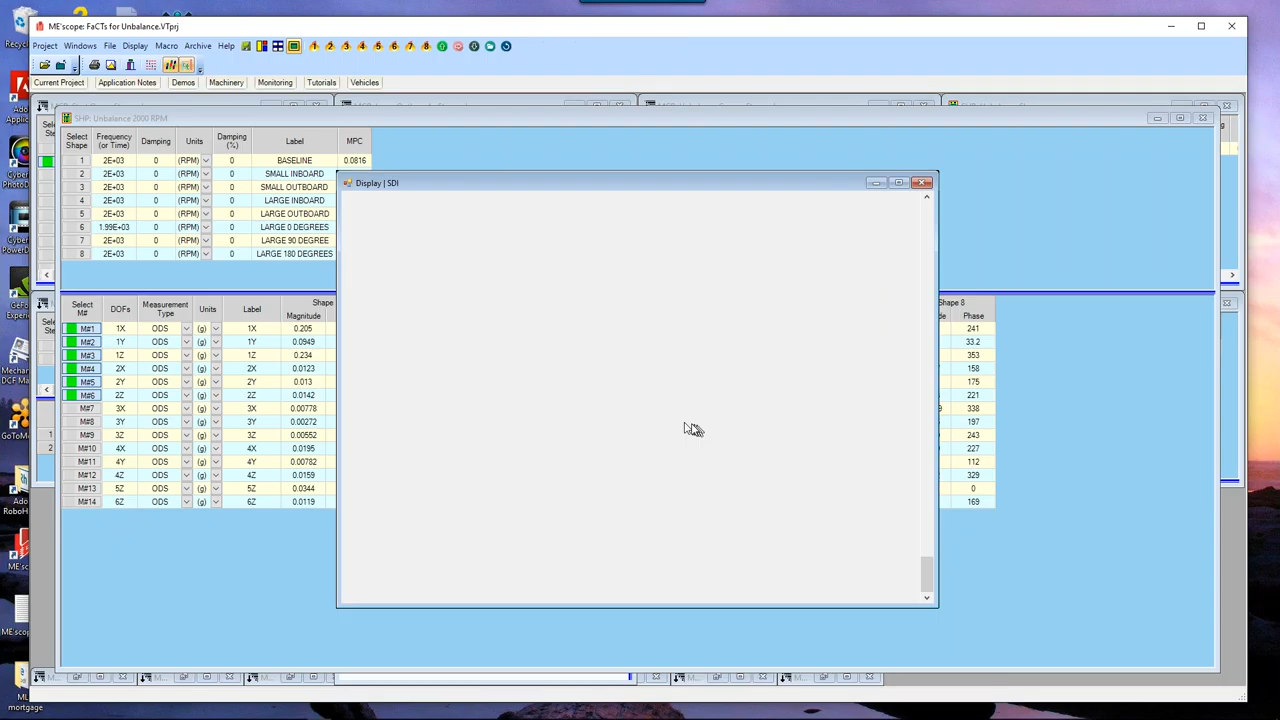 ME'scope: FaCTs for Unbalance.VTprj
Project Windows File Display Macro Archive Help 1 2 3 4 5 6 7 8
Current Project Application Notes Demos Machinery Monitoring Tutorials Vehicles
SHP: Unbalance 2000 RPM
Select Shape Frequency (or Time) Damping Units Damping (%) Label MPC
1 2E+03 0 (RPM) 0 BASELINE 0.0816
2 2E+03 0 (RPM) 0 SMALL INBOARD
3 2E+03 0 (RPM) 0 SMALL OUTBOARD
4 2E+03 0 (RPM) 0 LARGE INBOARD
5 2E+03 0 (RPM) 0 LARGE OUTBOARD
6 1.99E+03 0 (RPM) 0 LARGE 0 DEGREES
7 2E+03 0 (RPM) 0 LARGE 90 DEGREE
8 2E+03 0 (RPM) 0 LARGE 180 DEGREES
Display | SDI
Select M# DOFs Measurement Type Units Label Shape Magnitude Shape 8 Phase
M#1 1X ODS (g) 1X 0.205 241
M#2 1Y ODS (g) 1Y 0.0949 33.2
M#3 1Z ODS (g) 1Z 0.234 353
M#4 2X ODS (g) 2X 0.0123 158
M#5 2Y ODS (g) 2Y 0.013 175
M#6 2Z ODS (g) 2Z 0.0142 221
M#7 3X ODS (g) 3X 0.00778 338
M#8 3Y ODS (g) 3Y 0.00272 197
M#9 3Z ODS (g) 3Z 0.00552 243
M#10 4X ODS (g) 4X 0.0195 227
M#11 4Y ODS (g) 4Y 0.00782 112
M#12 4Z ODS (g) 4Z 0.0159 329
M#13 5Z ODS (g) 5Z 0.0344 0
M#14 6Z ODS (g) 6Z 0.0119 169
1
2
mortgage